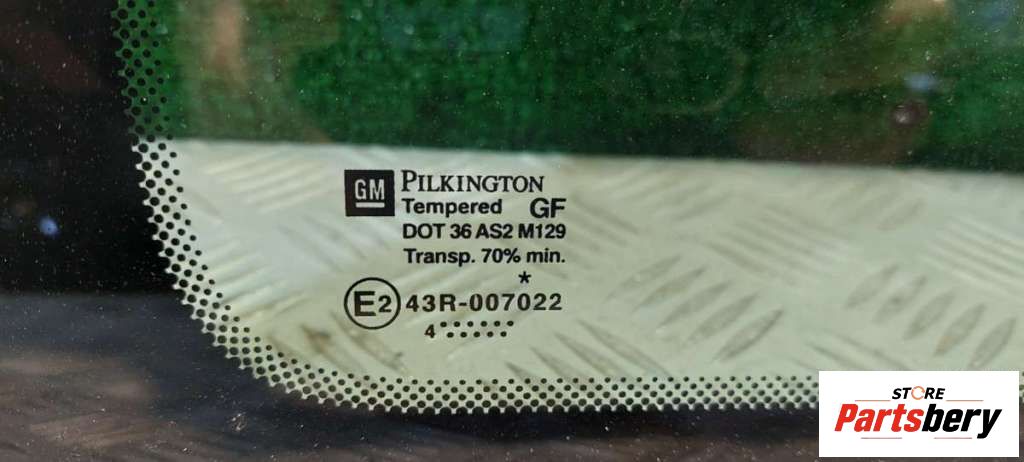 GM PILKINGTON
Tempered GF
DOT 36 AS2 M129
Transp. 70% min.
*
E2 43R-007022
4 ::::::
STORE
Partsbery